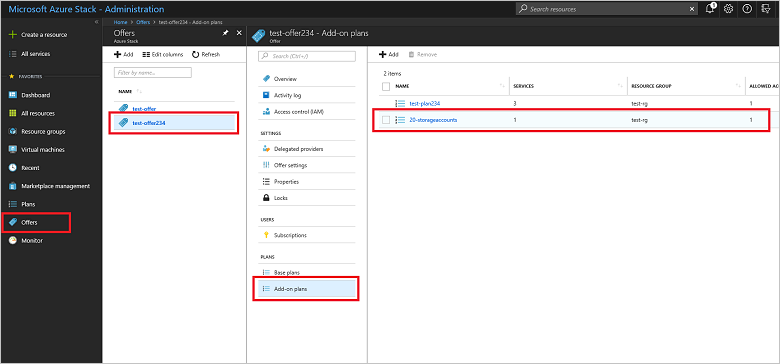 Microsoft Azure Stack - Administration
Search resources
Home > Offers > test-offer234 - Add-on plans
Create a resource
All services
FAVORITES
Dashboard
All resources
Resource groups
Virtual machines
Recent
Marketplace management
Plans
Offers
Monitor
Offers
Azure Stack
Add
Edit columns
Refresh
Filter by name...
NAME
test-offer
test-offer234
test-offer234 - Add-on plans
Offer
Search (Ctrl+/)
Overview
Activity log
Access control (IAM)
SETTINGS
Delegated providers
Offer settings
Properties
Locks
USERS
Subscriptions
PLANS
Base plans
Add-on plans
Add
Remove
2 items
NAME SERVICES RESOURCE GROUP ALLOWED AC
test-plan234 3 test-rg 1
20-storageaccounts 1 test-rg 1